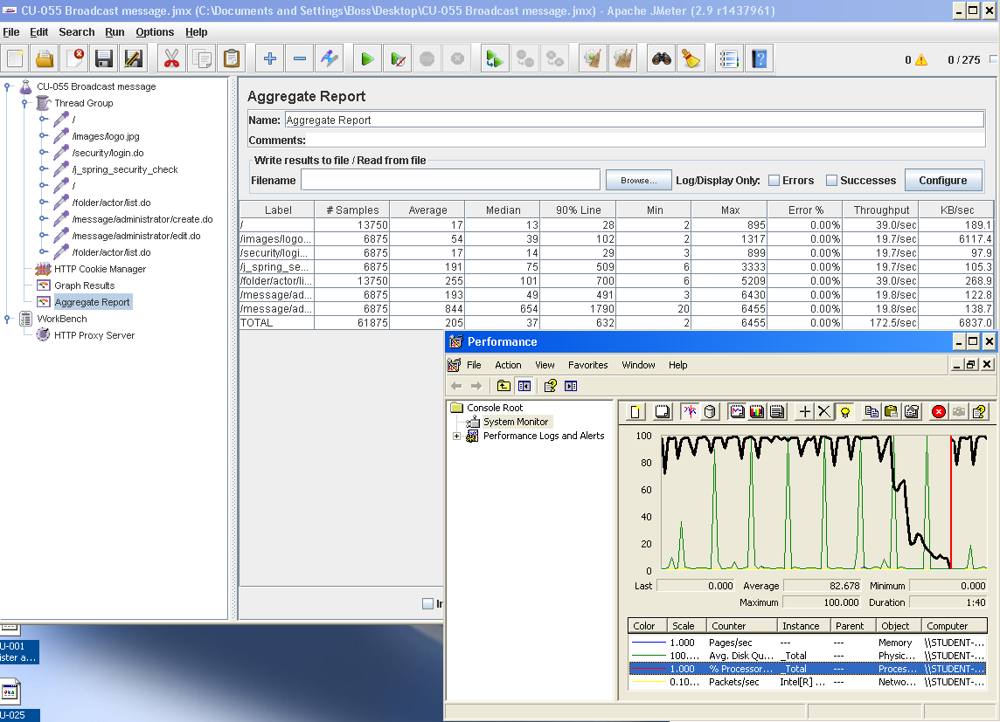 CU-055 Broadcast message.jmx (C:\Documents and Settings\Boss\Desktop\CU-055 Broadcast message.jmx) - Apache JMeter (2.9 r1437961)
File Edit Search Run Options Help
0 0 / 275
CU-055 Broadcast message
Thread Group
/
/images/logo.jpg
/security/login.do
/j_spring_security_check
/
/folder/actor/list.do
/message/administrator/create.do
/message/administrator/edit.do
/folder/actor/list.do
HTTP Cookie Manager
Graph Results
Aggregate Report
WorkBench
HTTP Proxy Server
Aggregate Report
Name: Aggregate Report
Comments:
Write results to file / Read from file
Filename Browse... Log/Display Only: Errors Successes Configure
Label # Samples Average Median 90% Line Min Max Error % Throughput KB/sec
/ 13750 17 13 28 2 895 0.00% 39.0/sec 189.1
/images/logo... 6875 54 39 102 2 1317 0.00% 19.7/sec 6117.4
/security/logi... 6875 17 14 29 3 899 0.00% 19.7/sec 97.9
/j_spring_se... 6875 191 75 509 6 3333 0.00% 19.7/sec 105.3
/folder/actor/li... 13750 255 101 700 6 5209 0.00% 39.0/sec 268.9
/message/ad... 6875 193 49 491 3 6430 0.00% 19.8/sec 122.8
/message/ad... 6875 844 654 1790 20 6455 0.00% 19.8/sec 138.7
TOTAL 61875 205 37 632 2 6455 0.00% 172.5/sec 6837.0
Performance
File Action View Favorites Window Help
Console Root
System Monitor
Performance Logs and Alerts
100
80
60
40
20
0
Last 0.000 Average 82.678 Minimum 0.000
Maximum 100.000 Duration 1:40
Color Scale Counter Instance Parent Object Computer
1.000 Pages/sec --- --- Memory \\STUDENT-...
100.... Avg. Disk Qu... _Total --- Physic... \\STUDENT-...
1.000 % Processor... _Total --- Proces... \\STUDENT-...
0.10... Packets/sec Intel[R] ... --- Netwo... \\STUDENT-...
U-001
ister a...
U-025